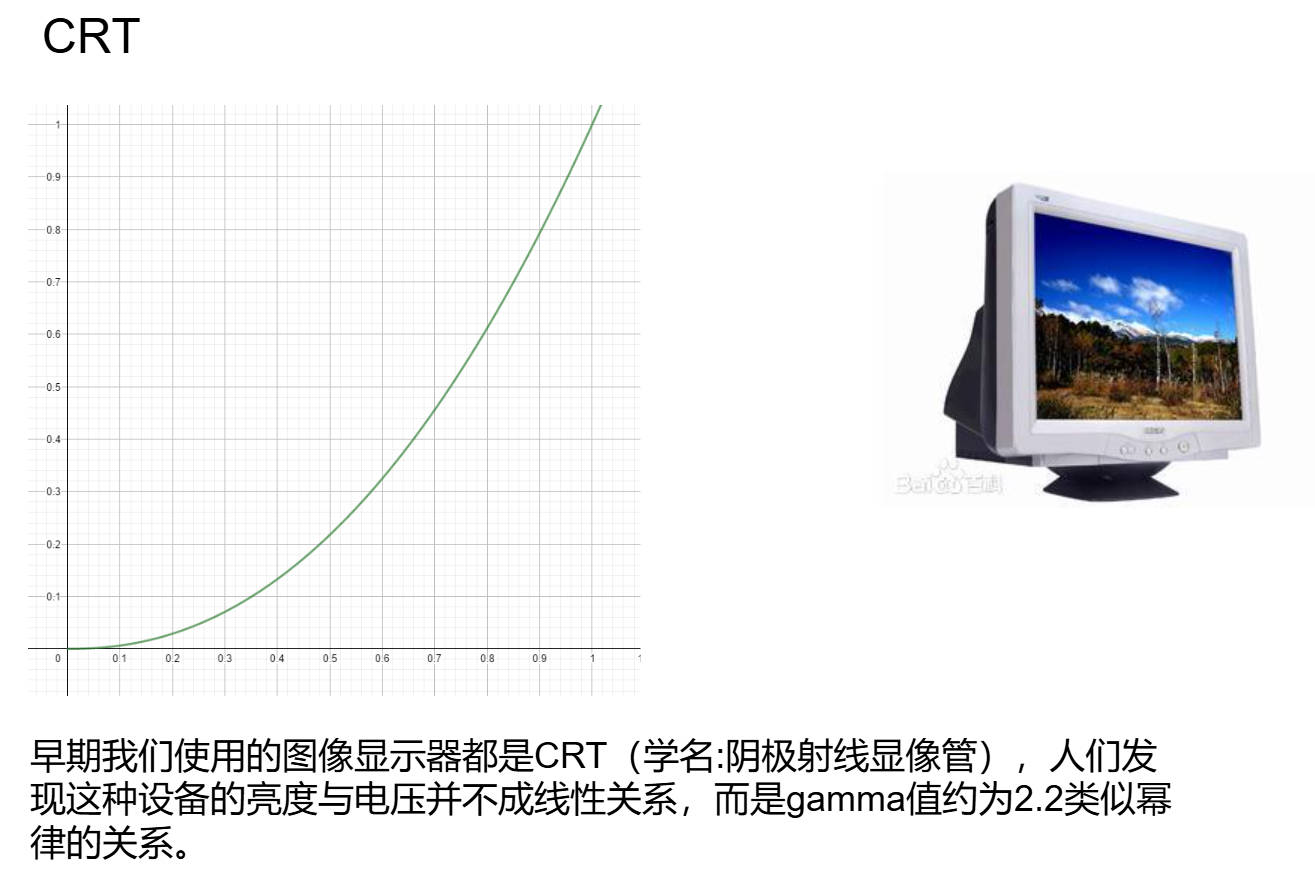 CRT
1
0.9
0.8
0.7
0.6
0.5
0.4
0.3
0.2
0.1
0 0.1 0.2 0.3 0.4 0.5 0.6 0.7 0.8 0.9 1
Baidu百科
早期我们使用的图像显示器都是CRT（学名:阴极射线显像管），人们发
现这种设备的亮度与电压并不成线性关系，而是gamma值约为2.2类似幂
律的关系。